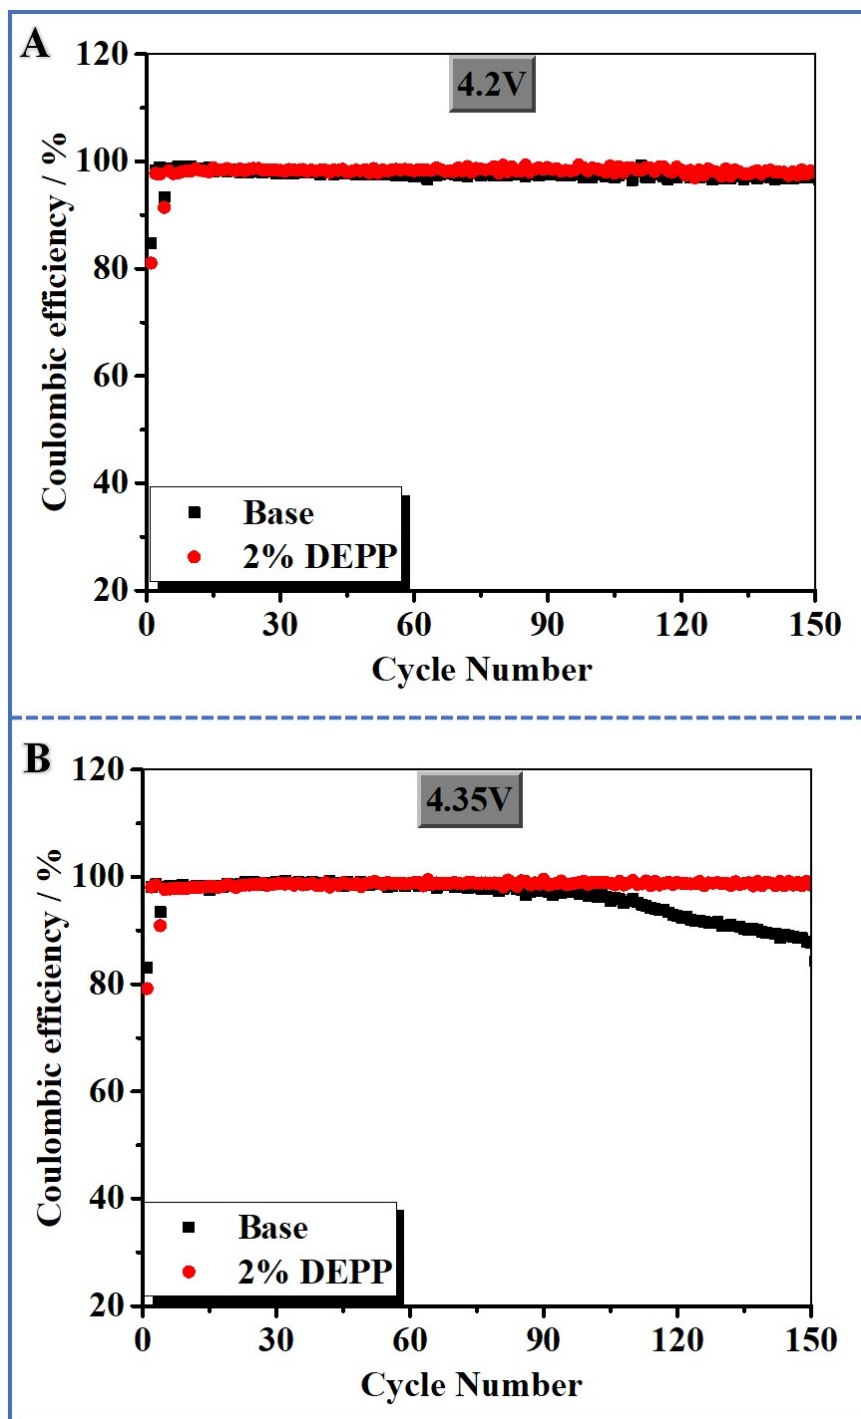 A
4.2V
120
100
80
60
40
20
Coulombic efficiency / %
Base
2% DEPP
0 30 60 90 120 150
Cycle Number
B
4.35V
120
100
80
60
40
20
Coulombic efficiency / %
Base
2% DEPP
0 30 60 90 120 150
Cycle Number